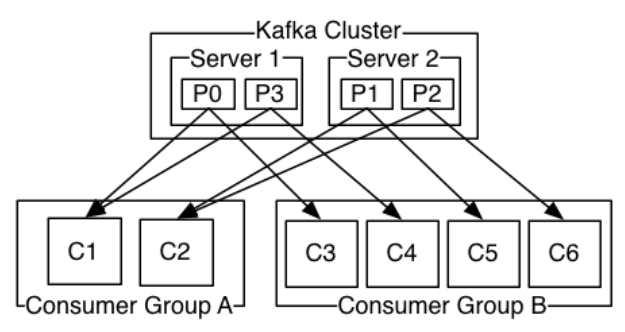 Kafka Cluster
Server 1 Server 2
P0 P3 P1 P2
C1 C2 C3 C4 C5 C6
Consumer Group A Consumer Group B